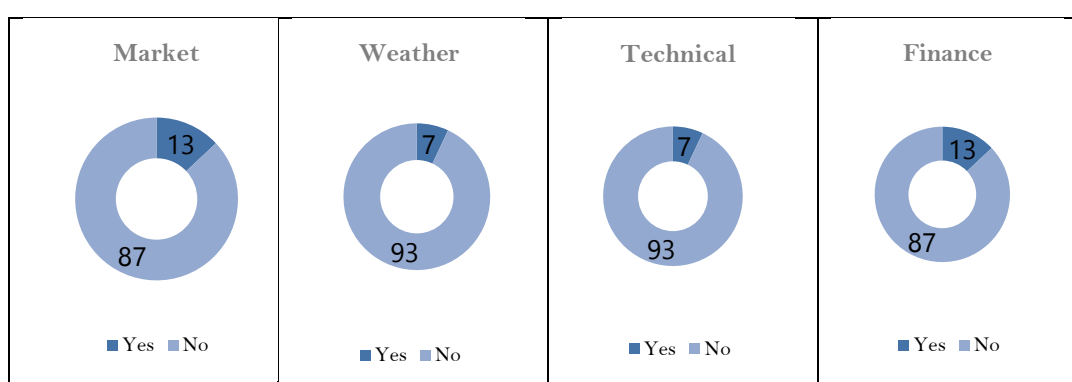 Market
13
87
Yes No
Weather
7
93
Yes No
Technical
7
93
Yes No
Finance
13
87
Yes No